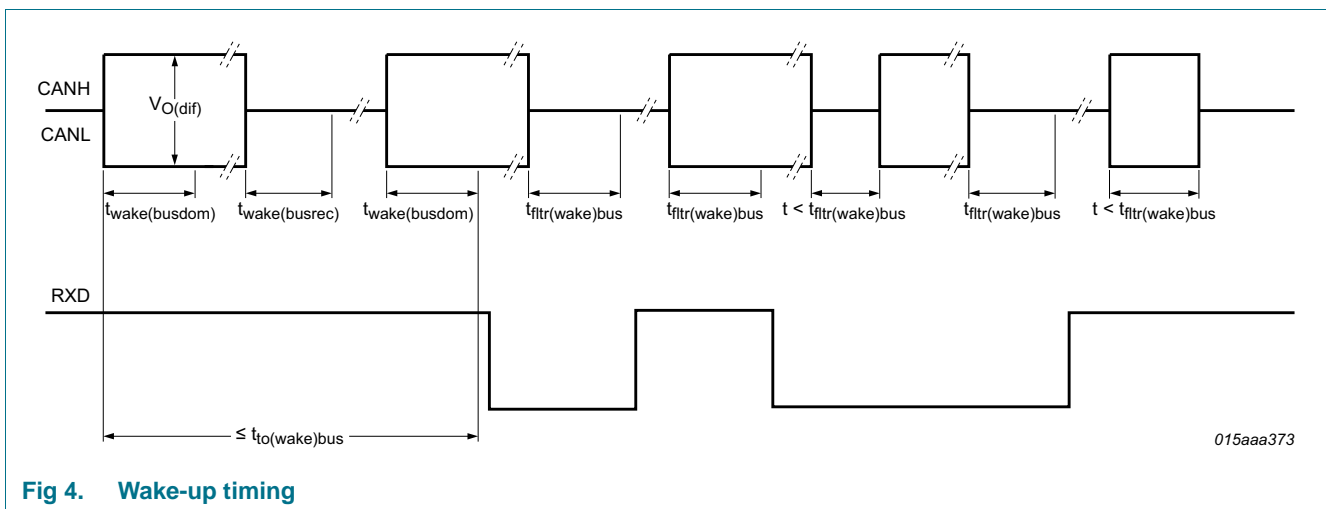 CANH
V_O(dif)
CANL
t_wake(busdom) t_wake(busrec) t_wake(busdom) t_fltr(wake)bus t_fltr(wake)bus t < t_fltr(wake)bus t_fltr(wake)bus t < t_fltr(wake)bus
RXD
≤ t_to(wake)bus
015aaa373
Fig 4. Wake-up timing